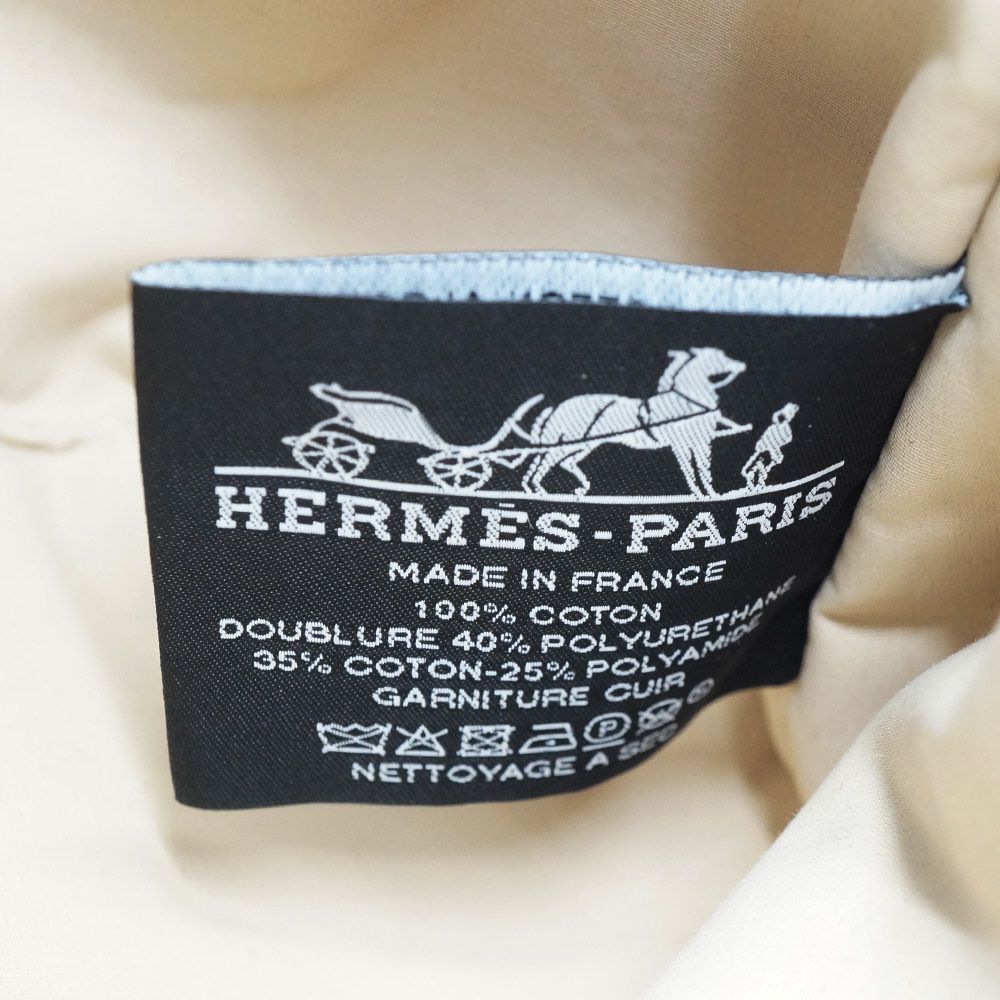 HERMÈS-PARIS
MADE IN FRANCE
100% COTON
DOUBLURE 40% POLYURETHANE
35% COTON-25% POLYAMIDE
GARNITURE CUIR
P
NETTOYAGE A SEC